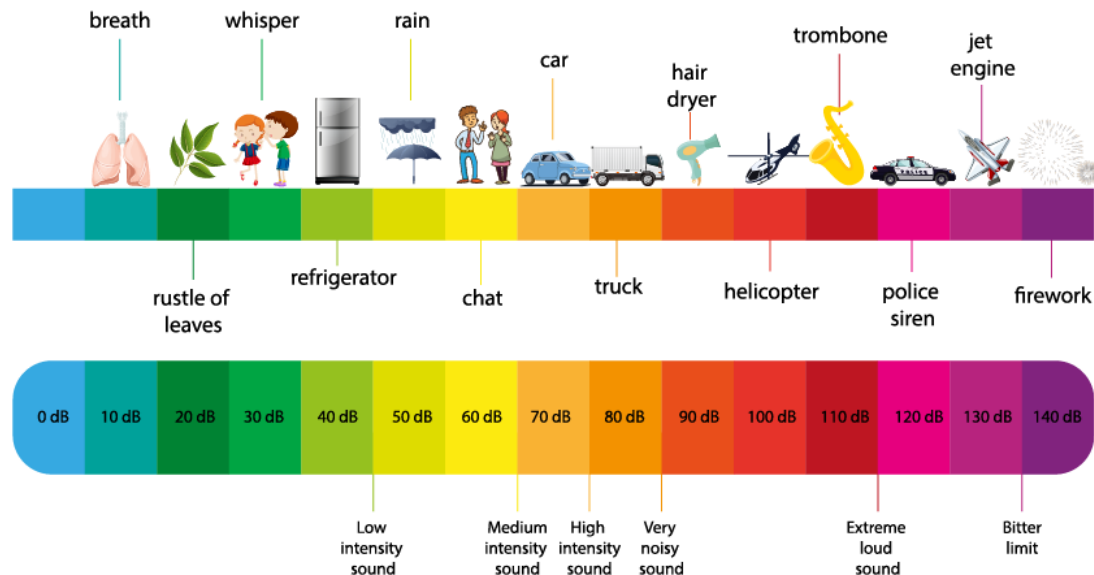 breath
whisper
rain
car
hair
dryer
trombone
jet
engine
POLICE
rustle of
leaves
refrigerator
chat
truck
helicopter
police
siren
firework
0 dB
10 dB
20 dB
30 dB
40 dB
50 dB
60 dB
70 dB
80 dB
90 dB
100 dB
110 dB
120 dB
130 dB
140 dB
Low
intensity
sound
Medium
intensity
sound
High
intensity
sound
Very
noisy
sound
Extreme
loud
sound
Bitter
limit